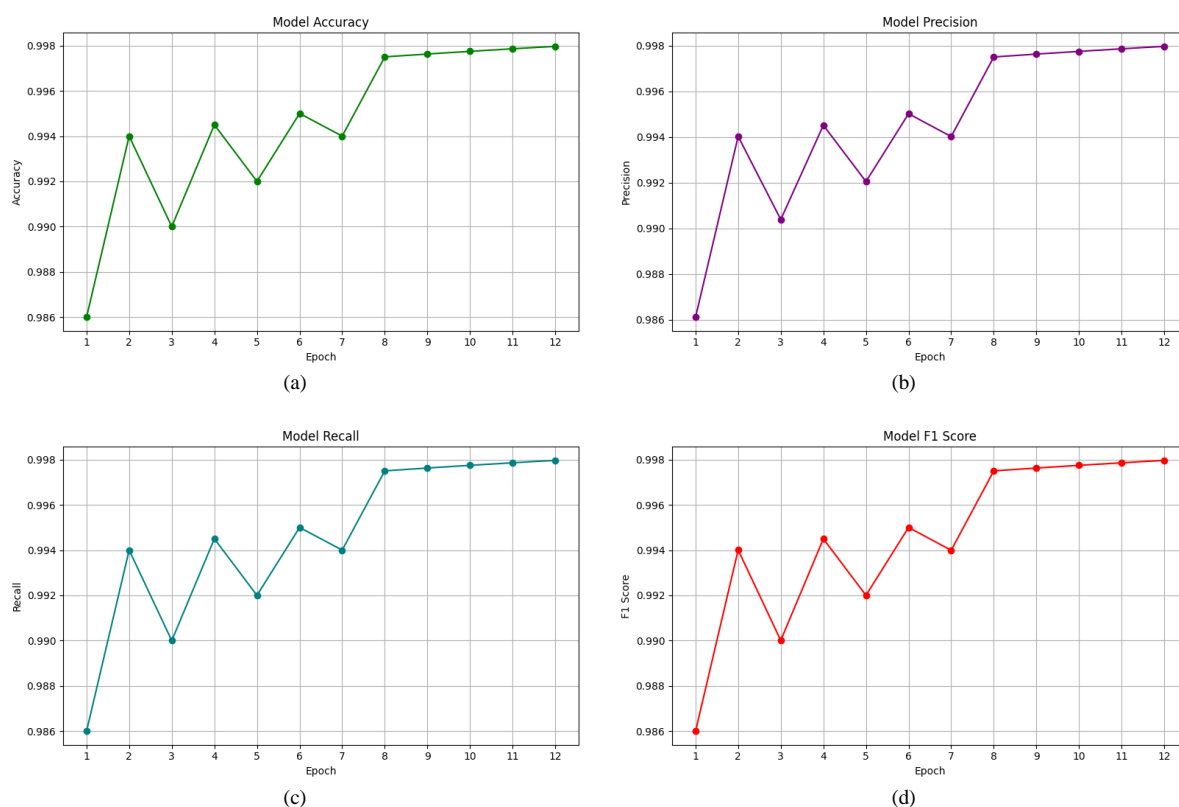 Model Accuracy
Accuracy
0.998
0.996
0.994
0.992
0.990
0.988
0.986
1 2 3 4 5 6 7 8 9 10 11 12
Epoch
(a)
Model Precision
Precision
0.998
0.996
0.994
0.992
0.990
0.988
0.986
1 2 3 4 5 6 7 8 9 10 11 12
Epoch
(b)
Model Recall
Recall
0.998
0.996
0.994
0.992
0.990
0.988
0.986
1 2 3 4 5 6 7 8 9 10 11 12
Epoch
(c)
Model F1 Score
F1 Score
0.998
0.996
0.994
0.992
0.990
0.988
0.986
1 2 3 4 5 6 7 8 9 10 11 12
Epoch
(d)